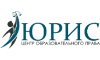 ЮРИС
ЦЕНТР ОБРАЗОВАТЕЛЬНОГО ПРАВА